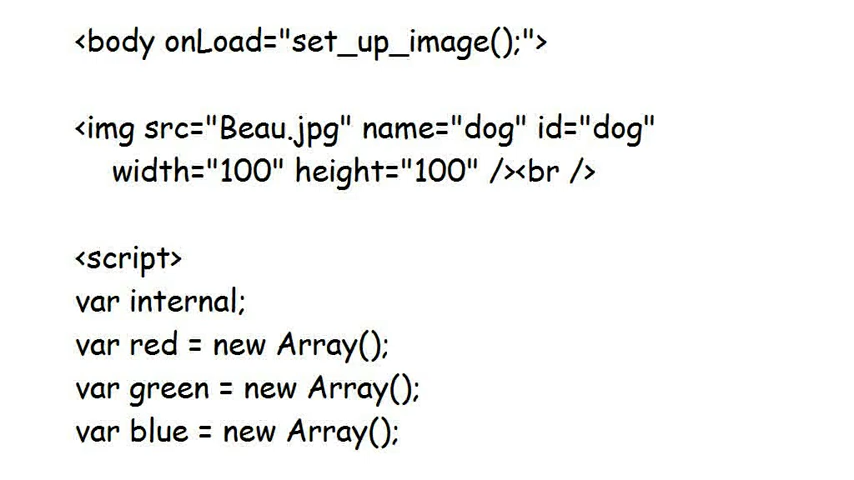 <body onLoad="set_up_image();">
<img src="Beau.jpg" name="dog" id="dog"
width="100" height="100" /><br />
<script>
var internal;
var red = new Array();
var green = new Array();
var blue = new Array();